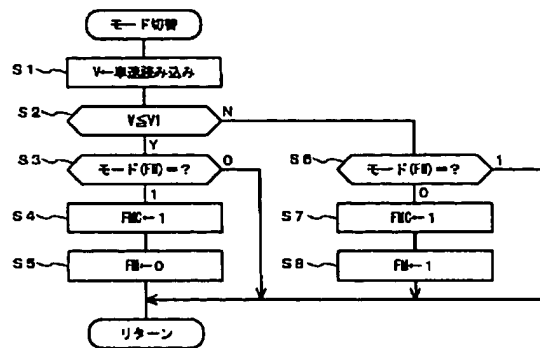 モード切替
S1
V←車速読み込み
S2
V≦V1
N
Y
S3
モード(FM)=?
0
1
S4
FMC←1
S5
FM←0
リターン
S6
モード(FM)=?
1
0
S7
FMC←1
S8
FM←1